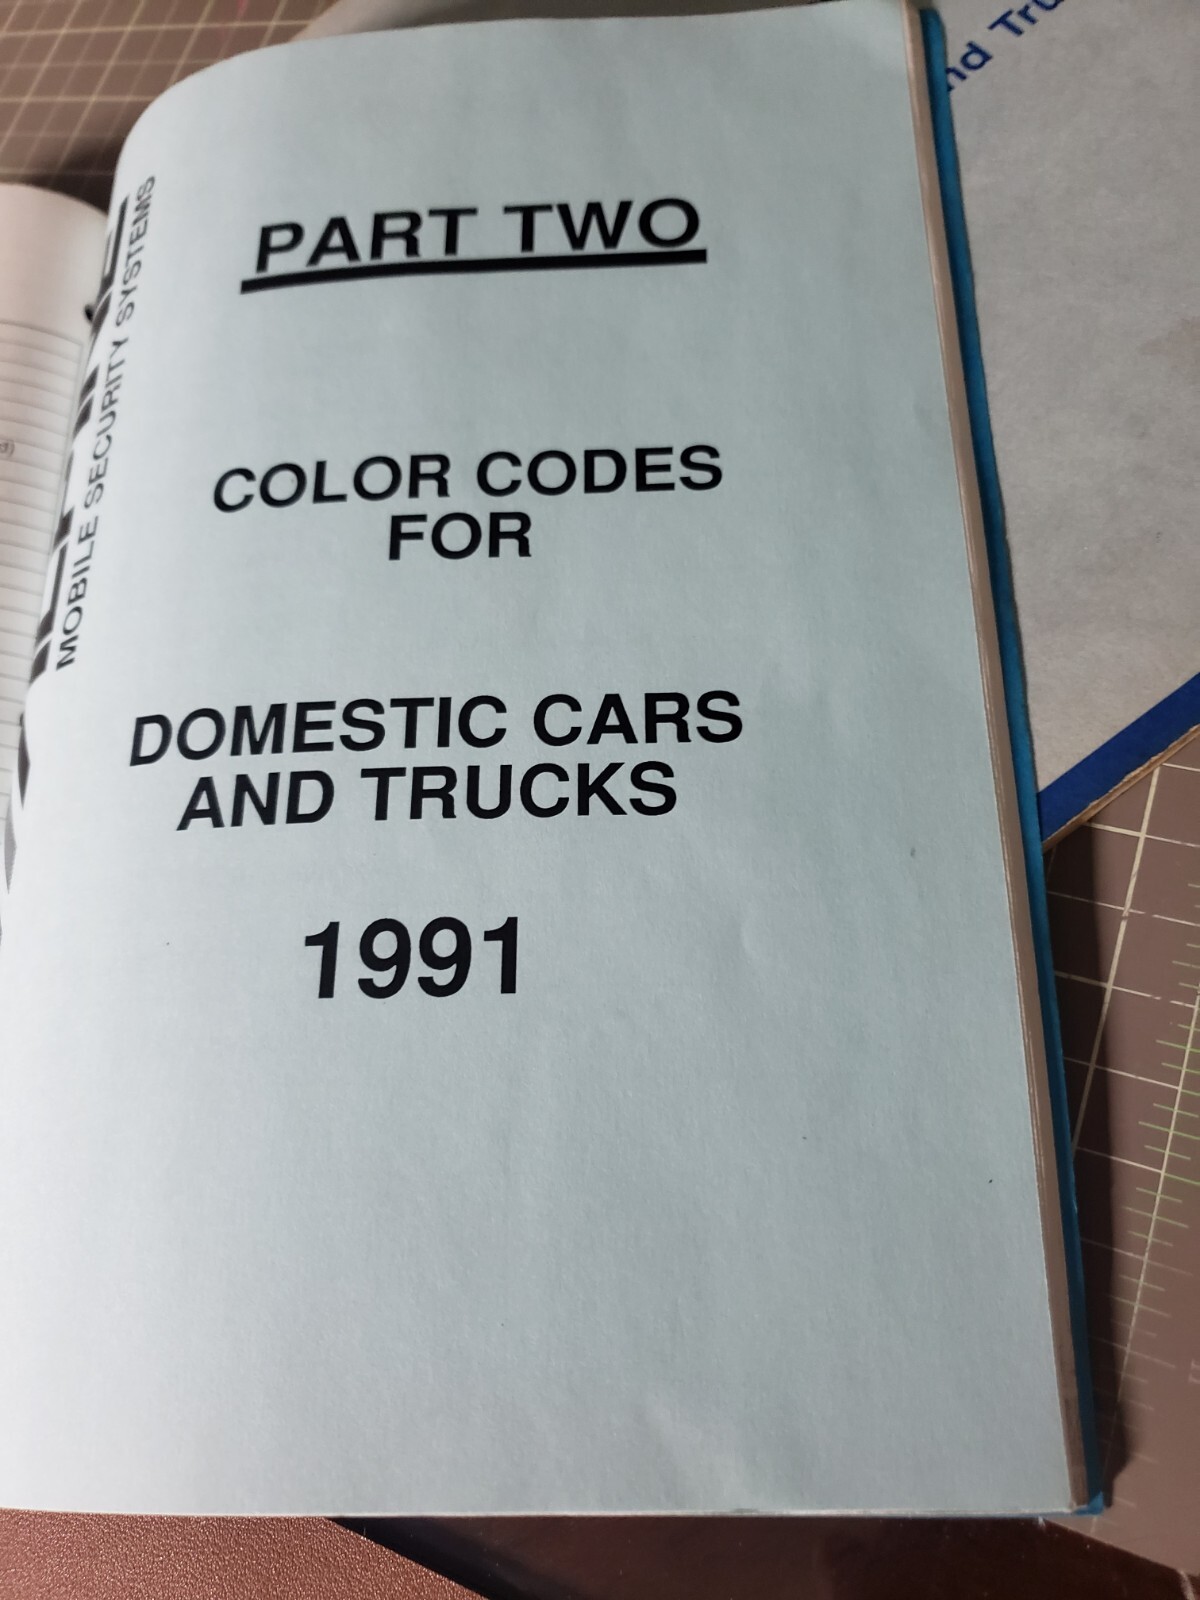 PART TWO
COLOR CODES
FOR
DOMESTIC CARS
AND TRUCKS
1991
MOBILE SECURITY SYSTEMS